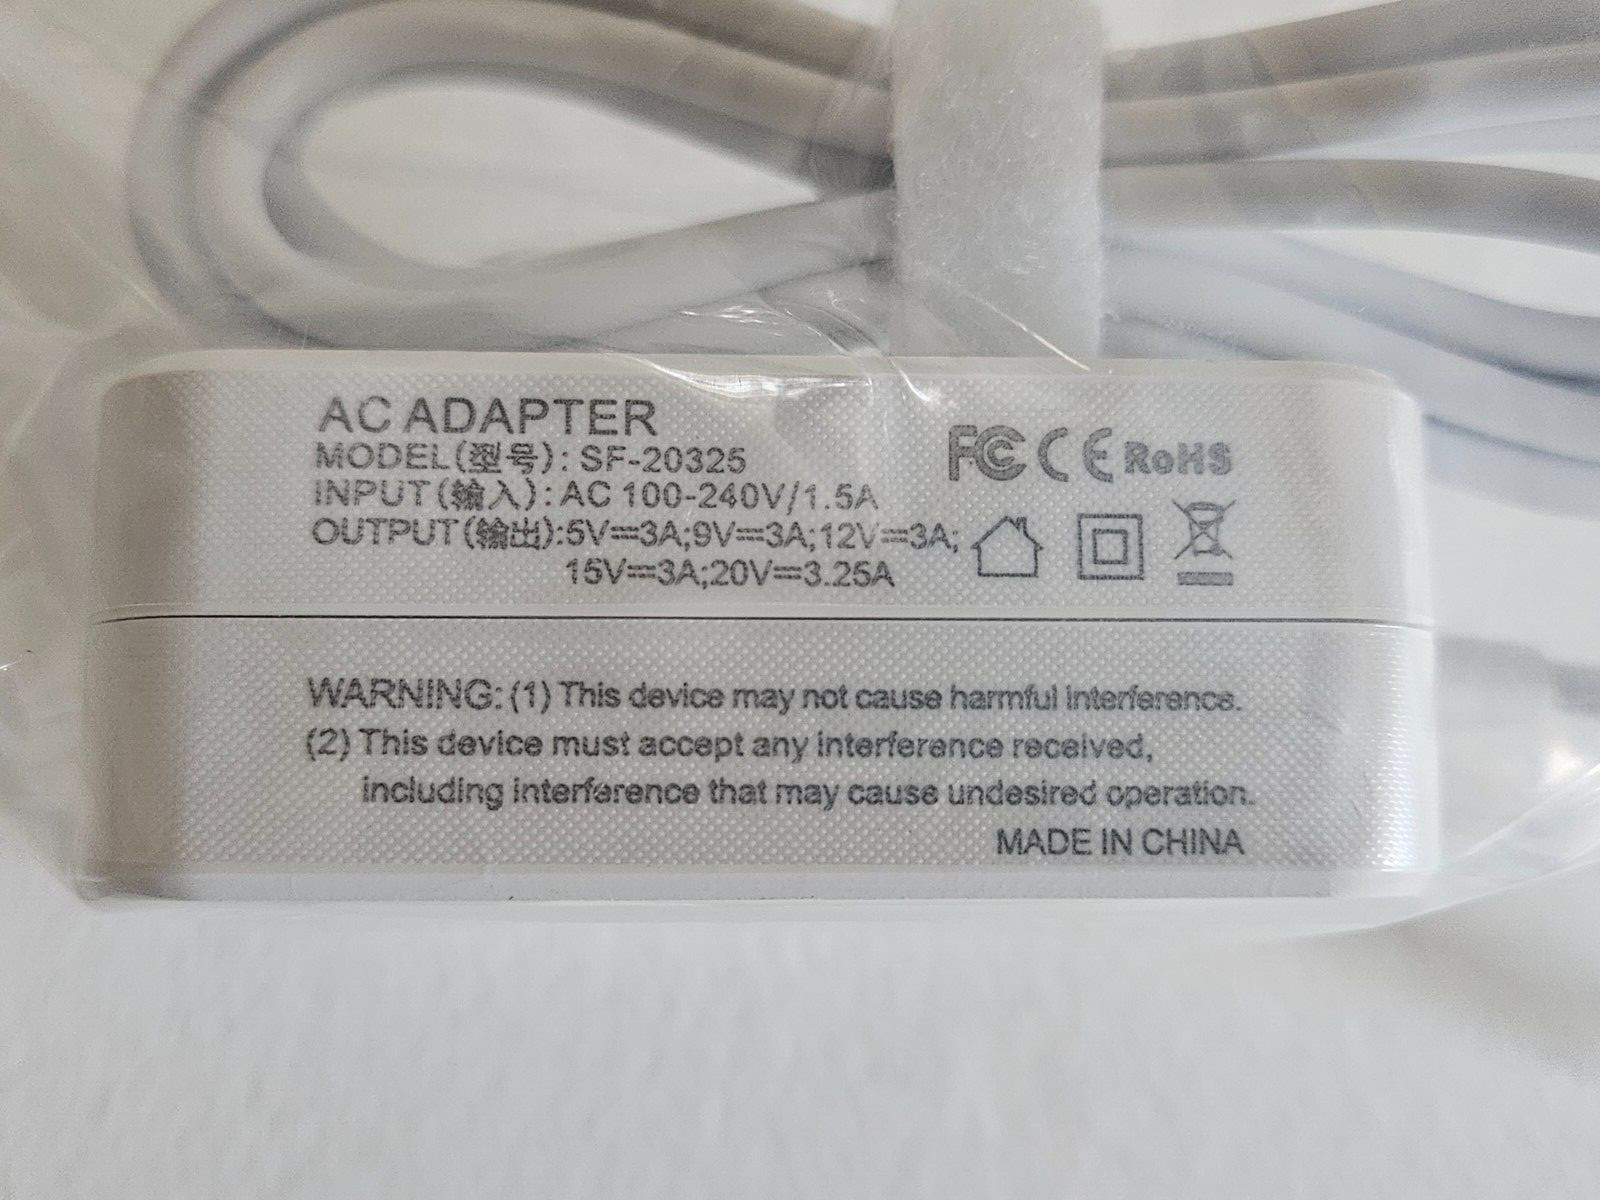 AC ADAPTER
MODEL(型号): SF-20325
INPUT(输入): AC 100-240V/1.5A
OUTPUT(输出):5V⎓3A;9V⎓3A;12V⎓3A;
15V⎓3A;20V⎓3.25A
FC CE RoHS
WARNING: (1) This device may not cause harmful interference.
(2) This device must accept any interference received,
including interference that may cause undesired operation.
MADE IN CHINA